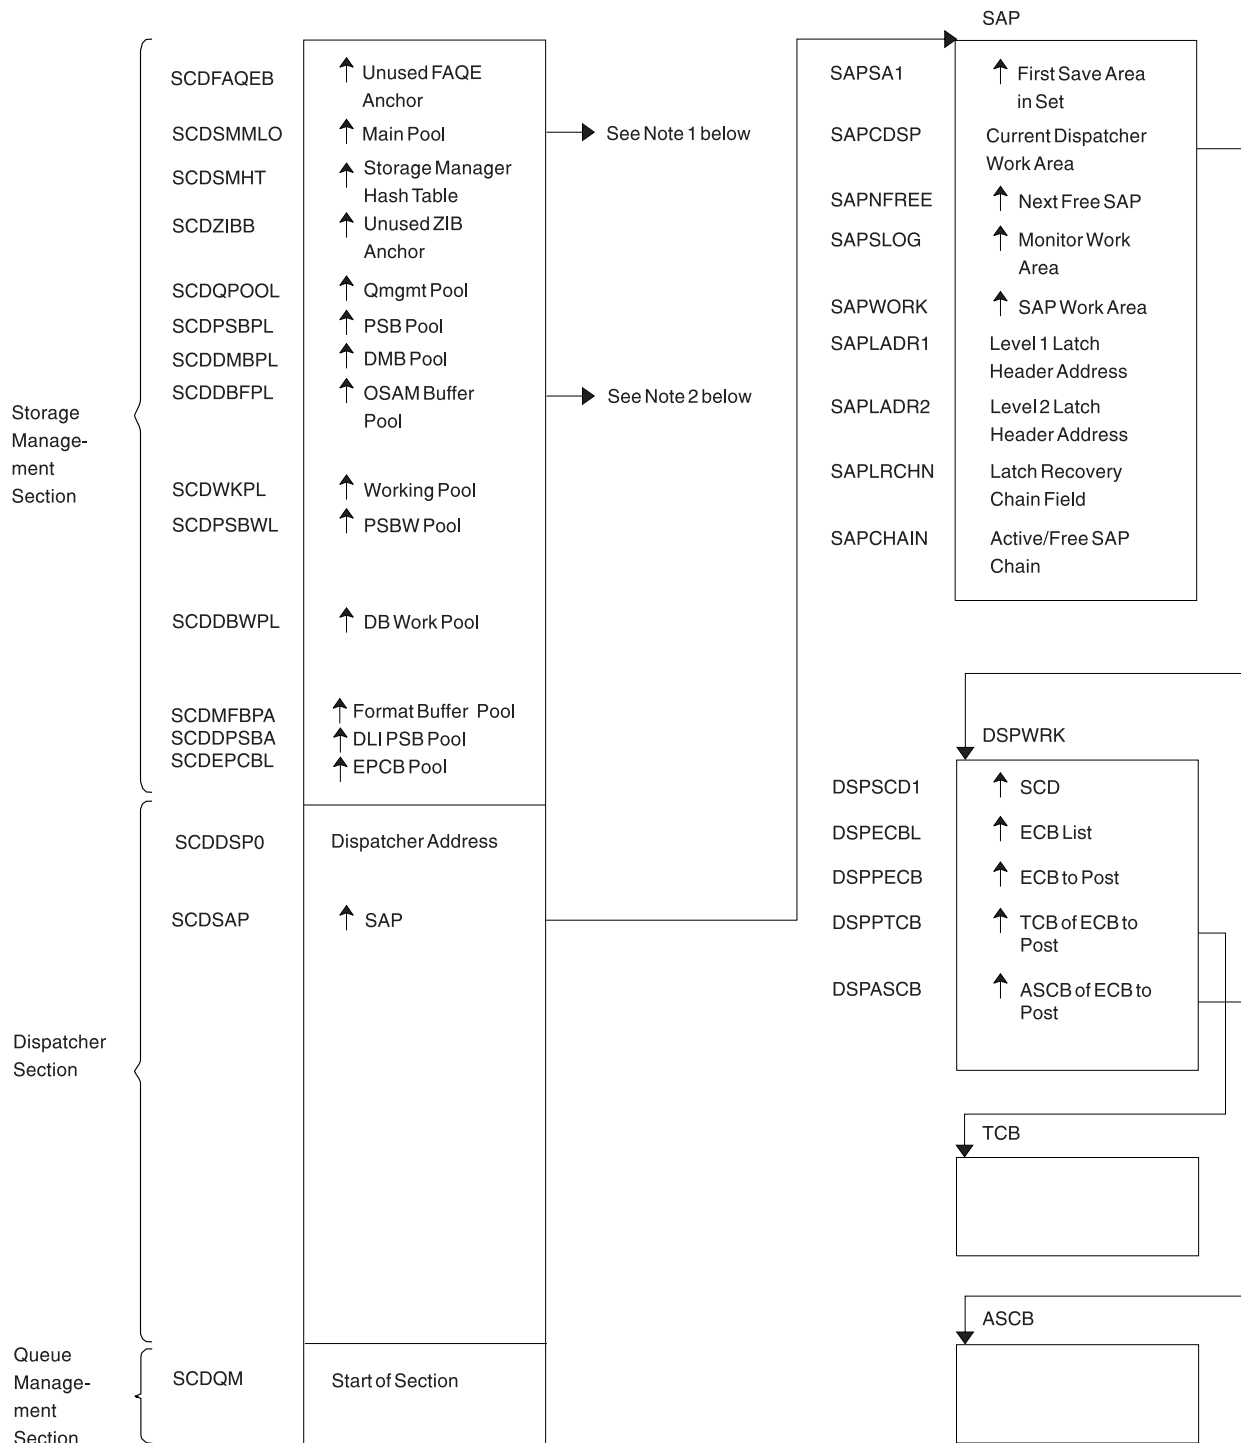 Storage
Manage-
ment
Section
SCDFAQEB
Unused FAQE
Anchor
SCDSMMLO
Main Pool
See Note 1 below
SCDSMHT
Storage Manager
Hash Table
SCDZIBB
Unused ZIB
Anchor
SCDQPOOL
Qmgmt Pool
SCDPSBPL
PSB Pool
SCDDMBPL
DMB Pool
SCDDBFPL
OSAM Buffer
Pool
See Note 2 below
SCDWKPL
Working Pool
SCDPSBWL
PSBW Pool
SCDDBWPL
DB Work Pool
SCDMFBPA
Format Buffer Pool
SCDDPSBA
DLI PSB Pool
SCDEPCBL
EPCB Pool
Dispatcher
Section
SCDDSP0
Dispatcher Address
SCDSAP
SAP
Queue
Manage-
ment
Section
SCDQM
Start of Section
SAP
SAPSA1
First Save Area
in Set
SAPCDSP
Current Dispatcher
Work Area
SAPNFREE
Next Free SAP
SAPSLOG
Monitor Work
Area
SAPWORK
SAP Work Area
SAPLADR1
Level 1 Latch
Header Address
SAPLADR2
Level 2 Latch
Header Address
SAPLRCHN
Latch Recovery
Chain Field
SAPCHAIN
Active/Free SAP
Chain
DSPWRK
DSPSCD1
SCD
DSPECBL
ECB List
DSPPECB
ECB to Post
DSPPTCB
TCB of ECB to
Post
DSPASCB
ASCB of ECB to
Post
TCB
ASCB